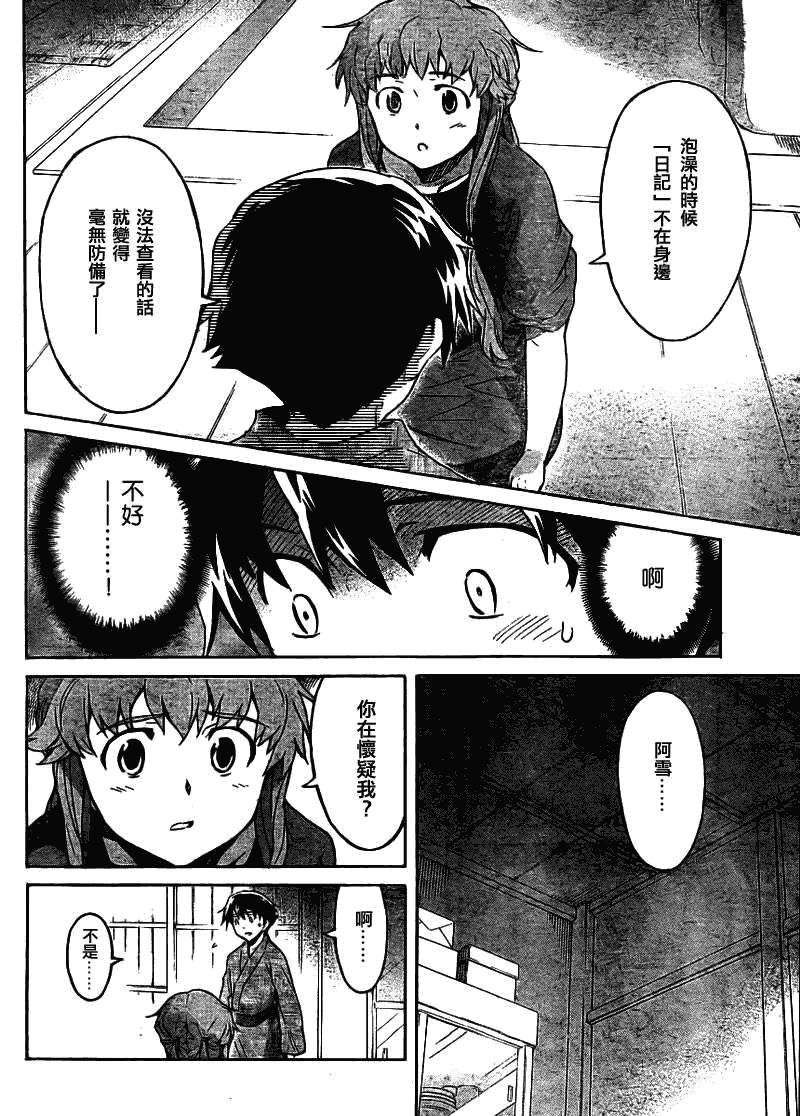 泡澡的時候
「日記」不在身邊
沒法查看的話
就變得
毫無防備了——
啊
不好
——………！
阿雪……
你在懷疑我？
啊……
不是……